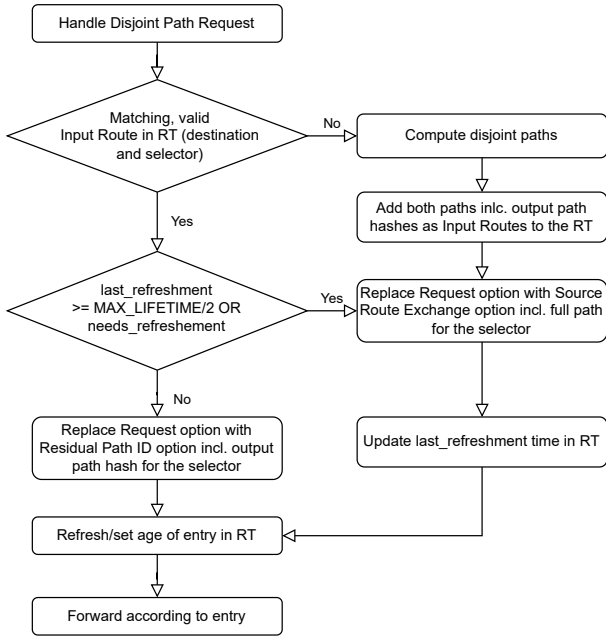 Handle Disjoint Path Request
Matching, valid
Input Route in RT (destination
and selector)
No
Compute disjoint paths
Add both paths inlc. output path
hashes as Input Routes to the RT
Yes
last_refreshment
>= MAX_LIFETIME/2 OR
needs_refreshement
Yes
Replace Request option with Source
Route Exchange option incl. full path
for the selector
No
Replace Request option with
Residual Path ID option incl. output
path hash for the selector
Update last_refreshment time in RT
Refresh/set age of entry in RT
Forward according to entry